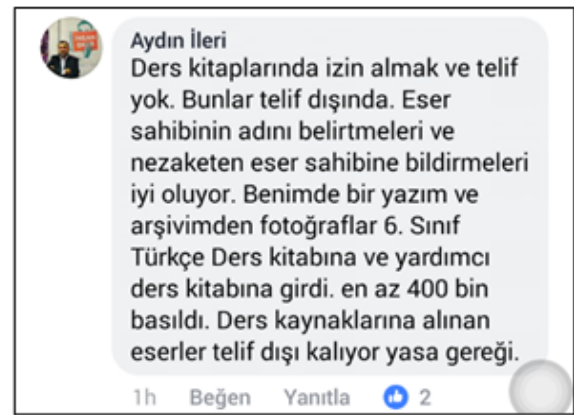 Aydın İleri
Ders kitaplarında izin almak ve telif
yok. Bunlar telif dışında. Eser
sahibinin adını belirtmeleri ve
nezaketen eser sahibine bildirmeleri
iyi oluyor. Benimde bir yazım ve
arşivimden fotoğraflar 6. Sınıf
Türkçe Ders kitabına ve yardımcı
ders kitabına girdi. en az 400 bin
basıldı. Ders kaynaklarına alınan
eserler telif dışı kalıyor yasa gereği.
1h Beğen Yanıtla 2